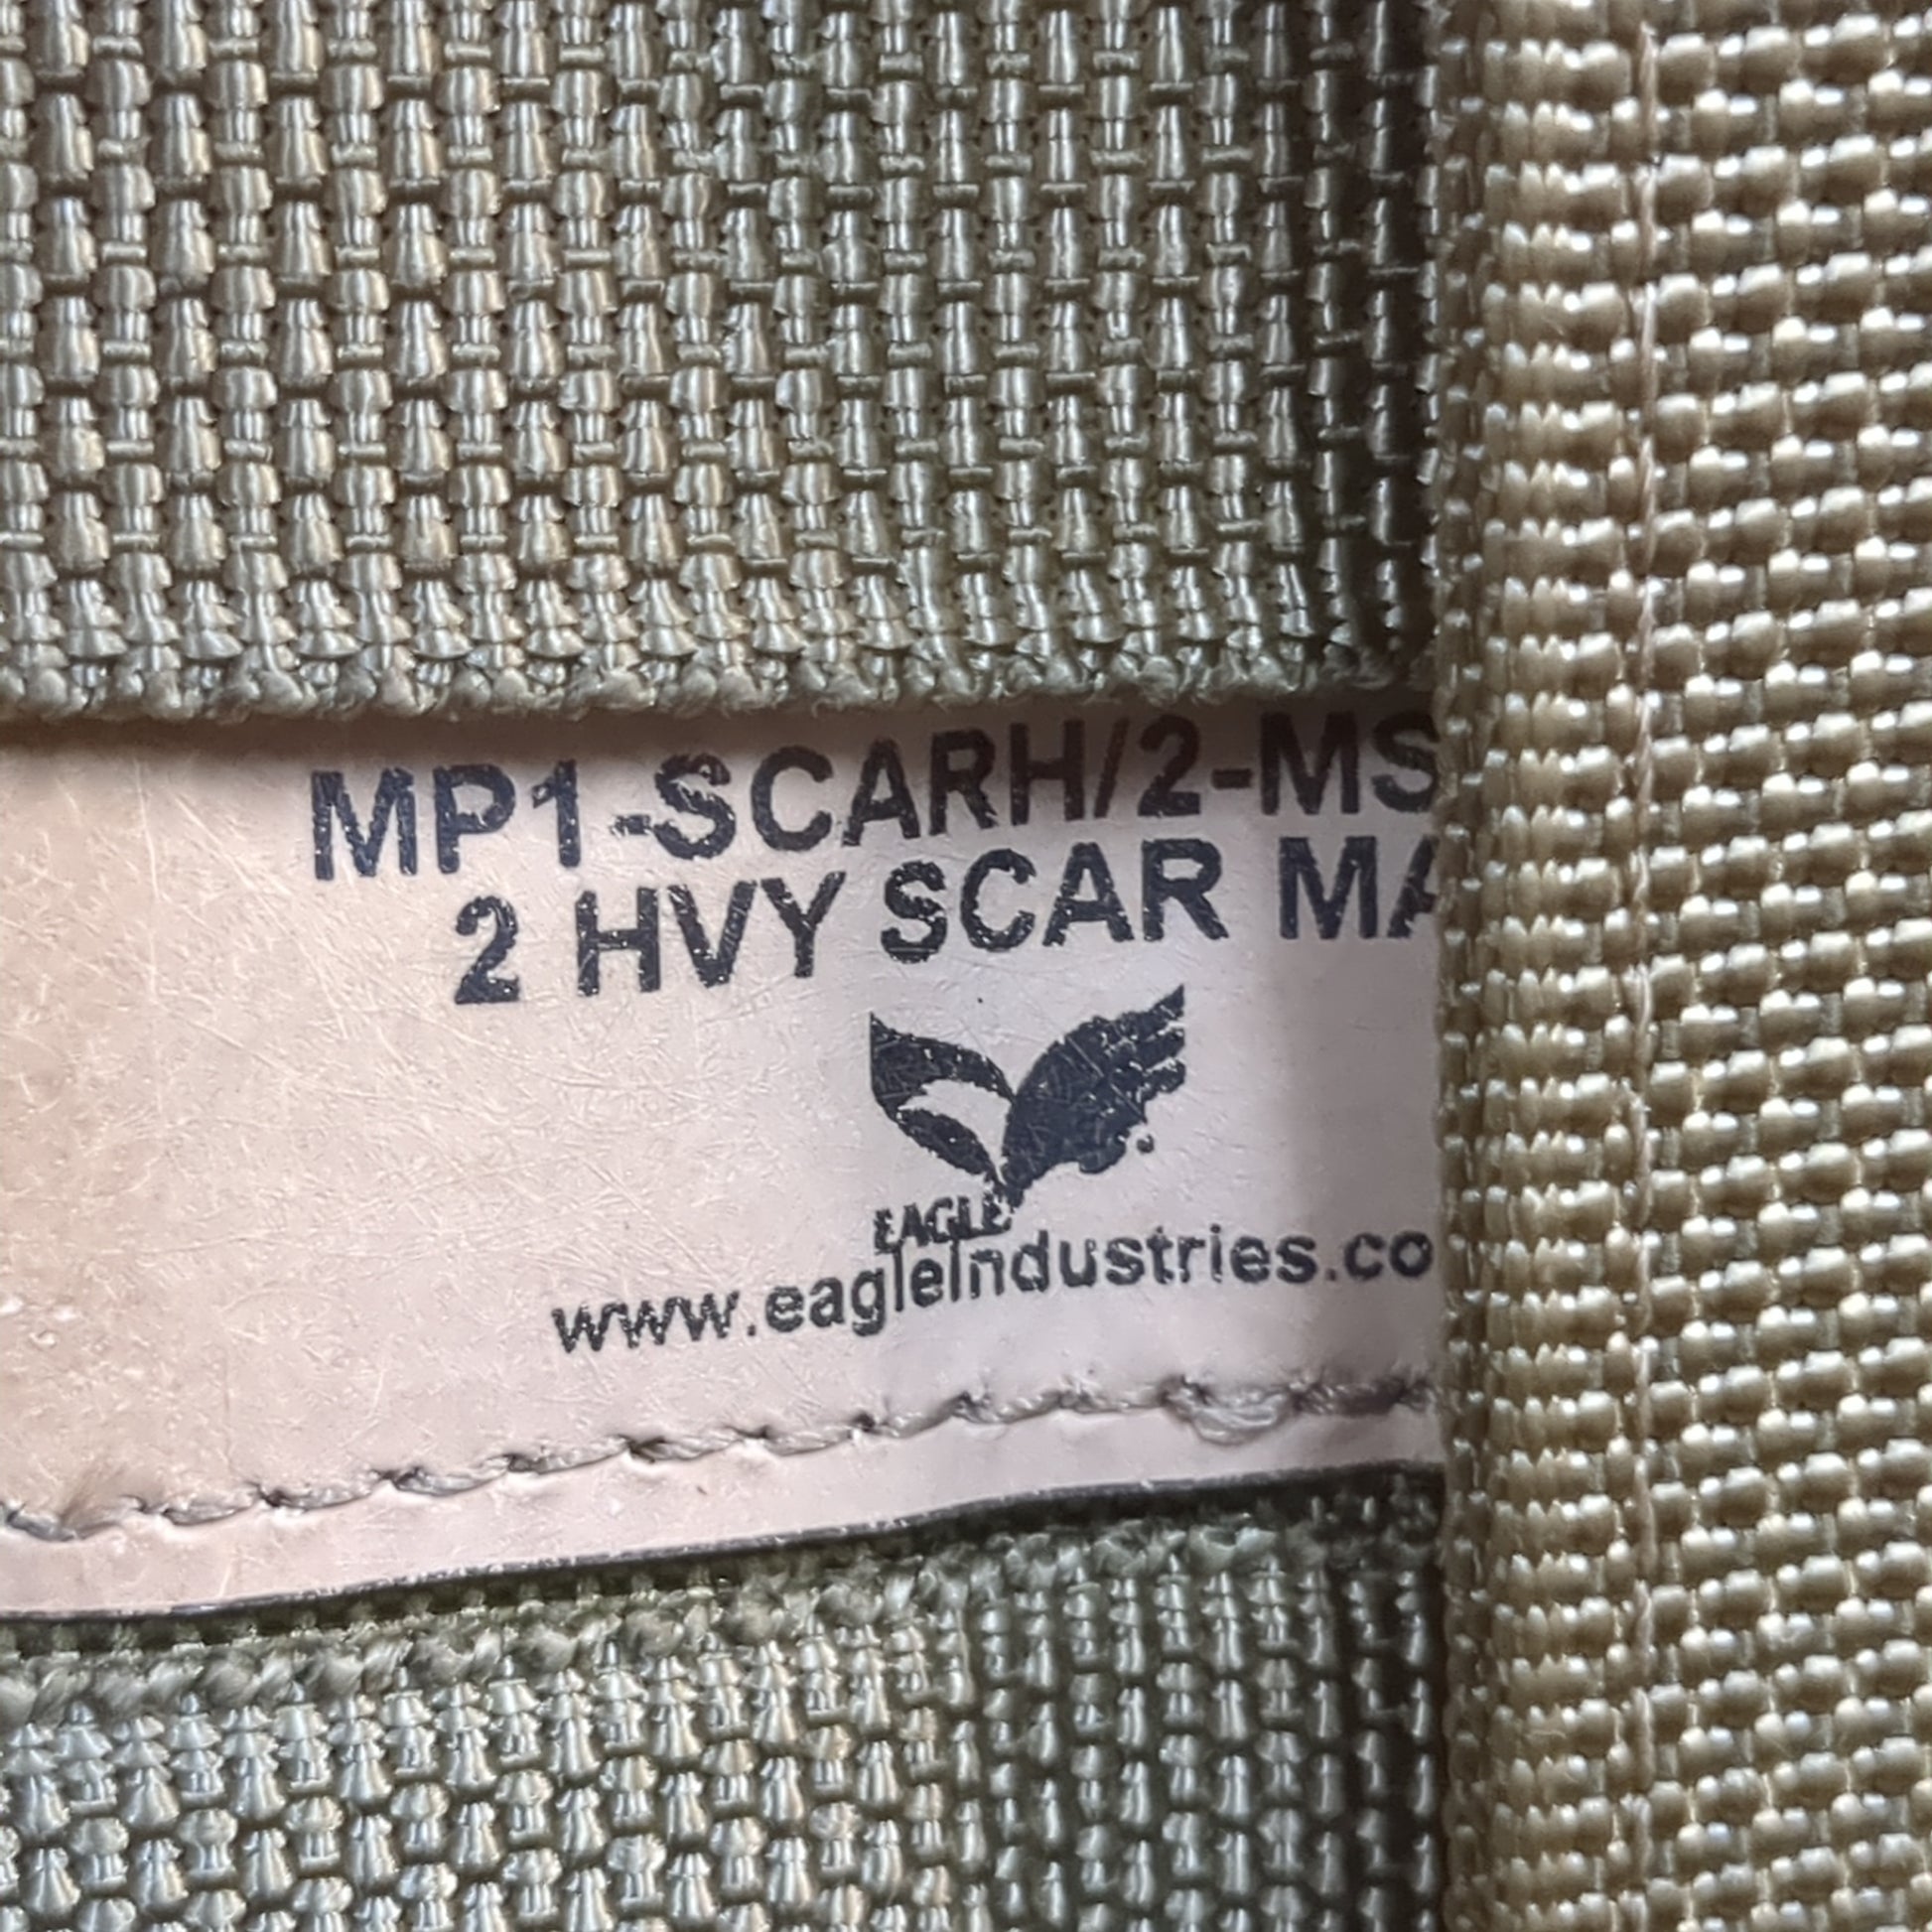 MP1-SCARH/2-MS
2 HVY SCAR MA
EAGLE
www.eagleindustries.co